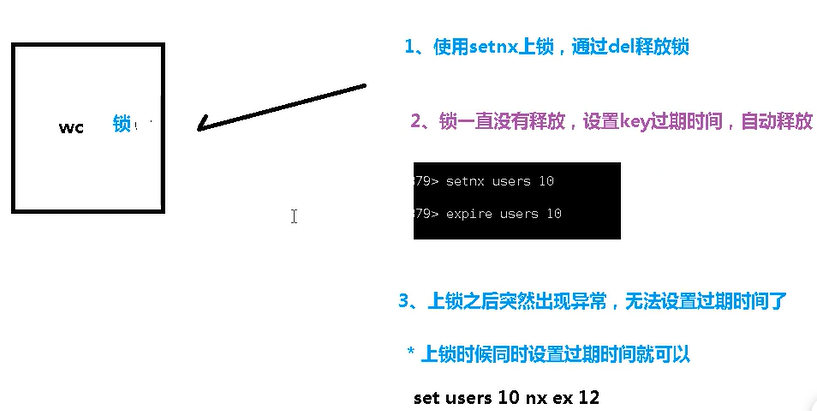 1、使用setnx上锁，通过del释放锁
wc 锁
2、锁一直没有释放，设置key过期时间，自动释放
379> setnx users 10
379> expire users 10
3、上锁之后突然出现异常，无法设置过期时间了
* 上锁时候同时设置过期时间就可以
set users 10 nx ex 12